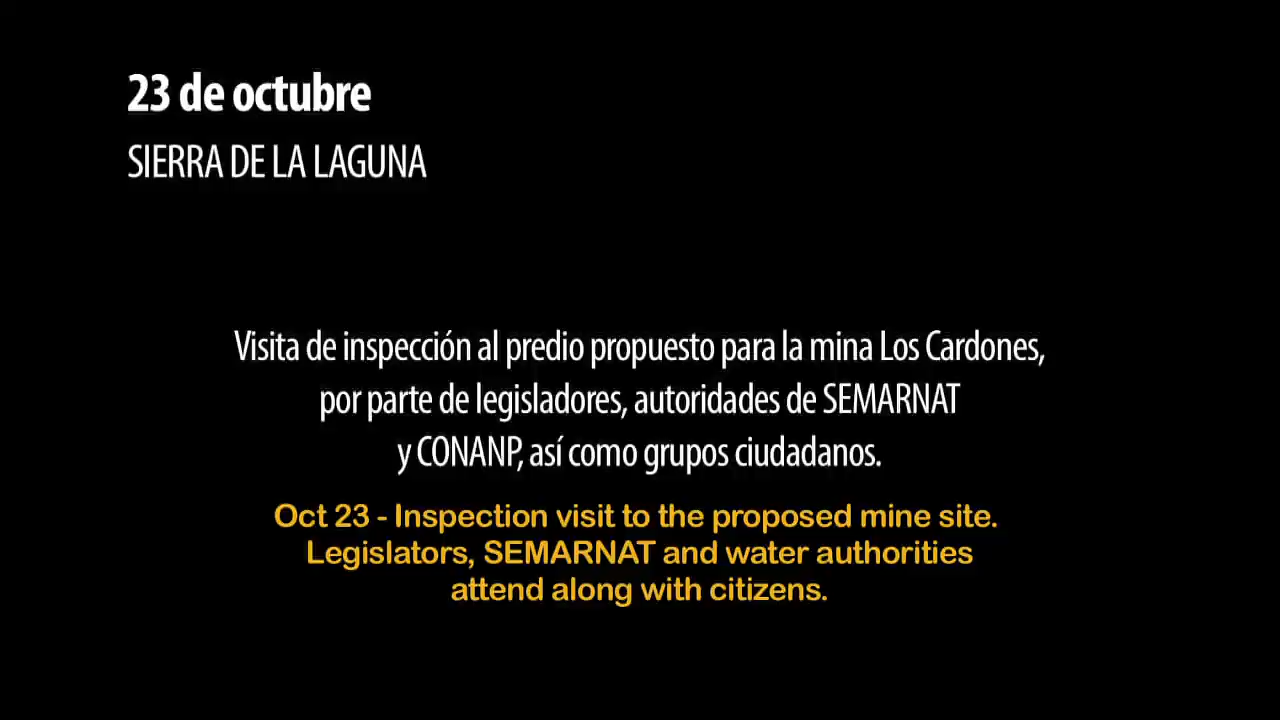 23 de octubre
SIERRA DE LA LAGUNA
Visita de inspección al predio propuesto para la mina Los Cardones,
por parte de legisladores, autoridades de SEMARNAT
y CONANP, así como grupos ciudadanos.
Oct 23 - Inspection visit to the proposed mine site.
Legislators, SEMARNAT and water authorities
attend along with citizens.